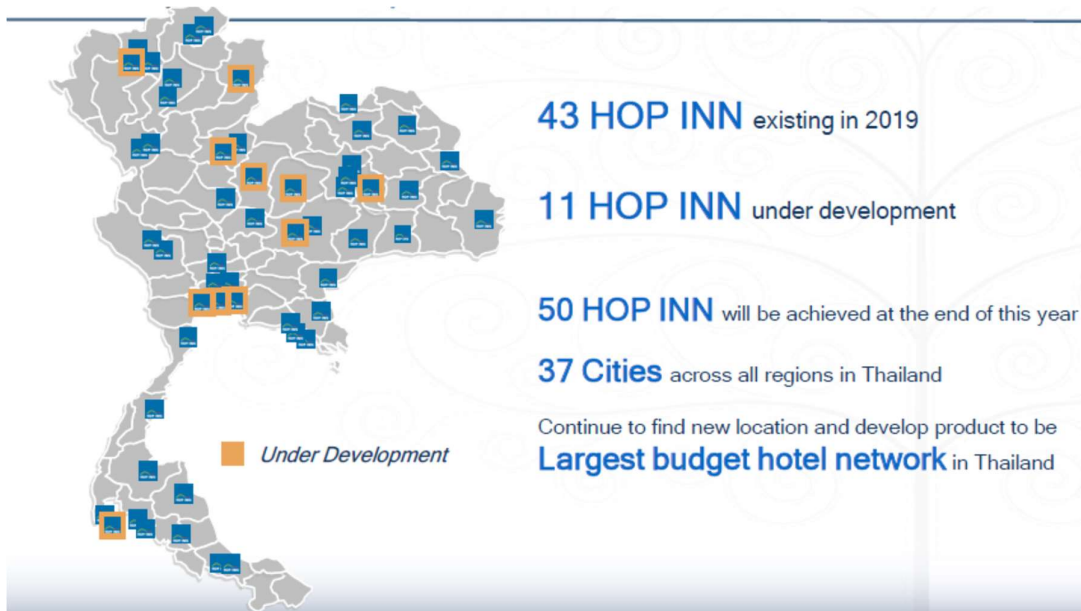 43 HOP INN existing in 2019
11 HOP INN under development
50 HOP INN will be achieved at the end of this year
37 Cities across all regions in Thailand
Continue to find new location and develop product to be
Largest budget hotel network in Thailand
Under Development